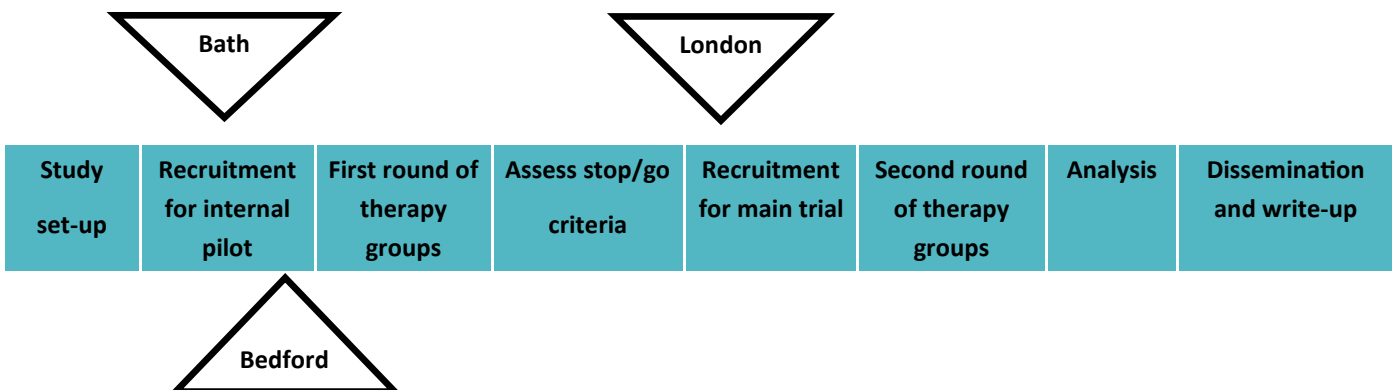 Bath
London
Study
set-up
Recruitment
for internal
pilot
First round of
therapy
groups
Assess stop/go
criteria
Recruitment
for main trial
Second round
of therapy
groups
Analysis
Dissemination
and write-up
Bedford